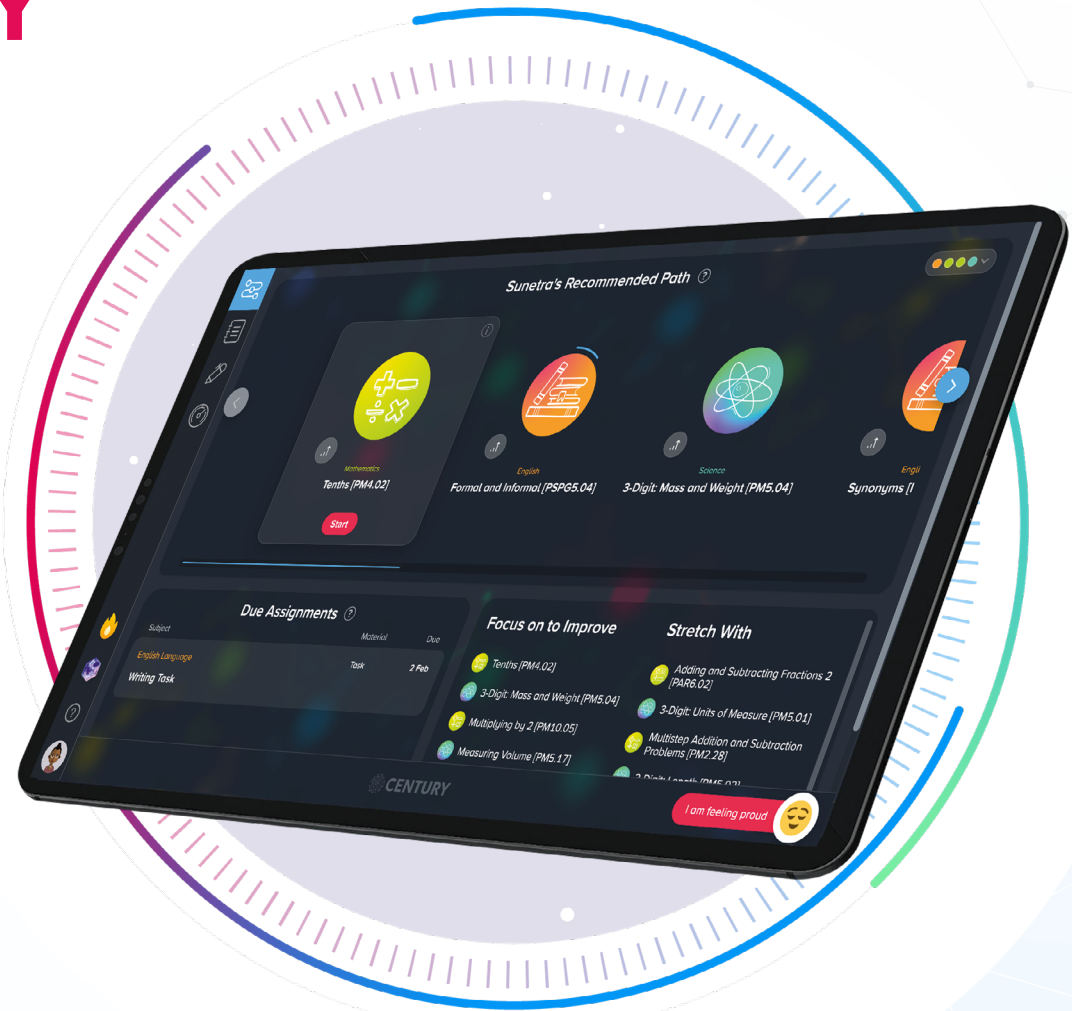 Y
Sunetra's Recommended Path ?
Mathematics
Tenths [PM4.02]
Start
English
Formal and Informal [PSPG5.04]
Science
3-Digit: Mass and Weight [PM5.04]
Engli
Synonyms [
Due Assignments ?
Subject Material Due
English Language
Writing Task Task 2 Feb
Focus on to Improve
Tenths [PM4.02]
3-Digit: Mass and Weight [PM5.04]
Multiplying by 2 [PM10.05]
Measuring Volume [PM5.17]
Stretch With
Adding and Subtracting Fractions 2
[PAR6.02]
3-Digit: Units of Measure [PM5.01]
Multistep Addition and Subtraction
Problems [PM2.28]
?
CENTURY
I am feeling proud